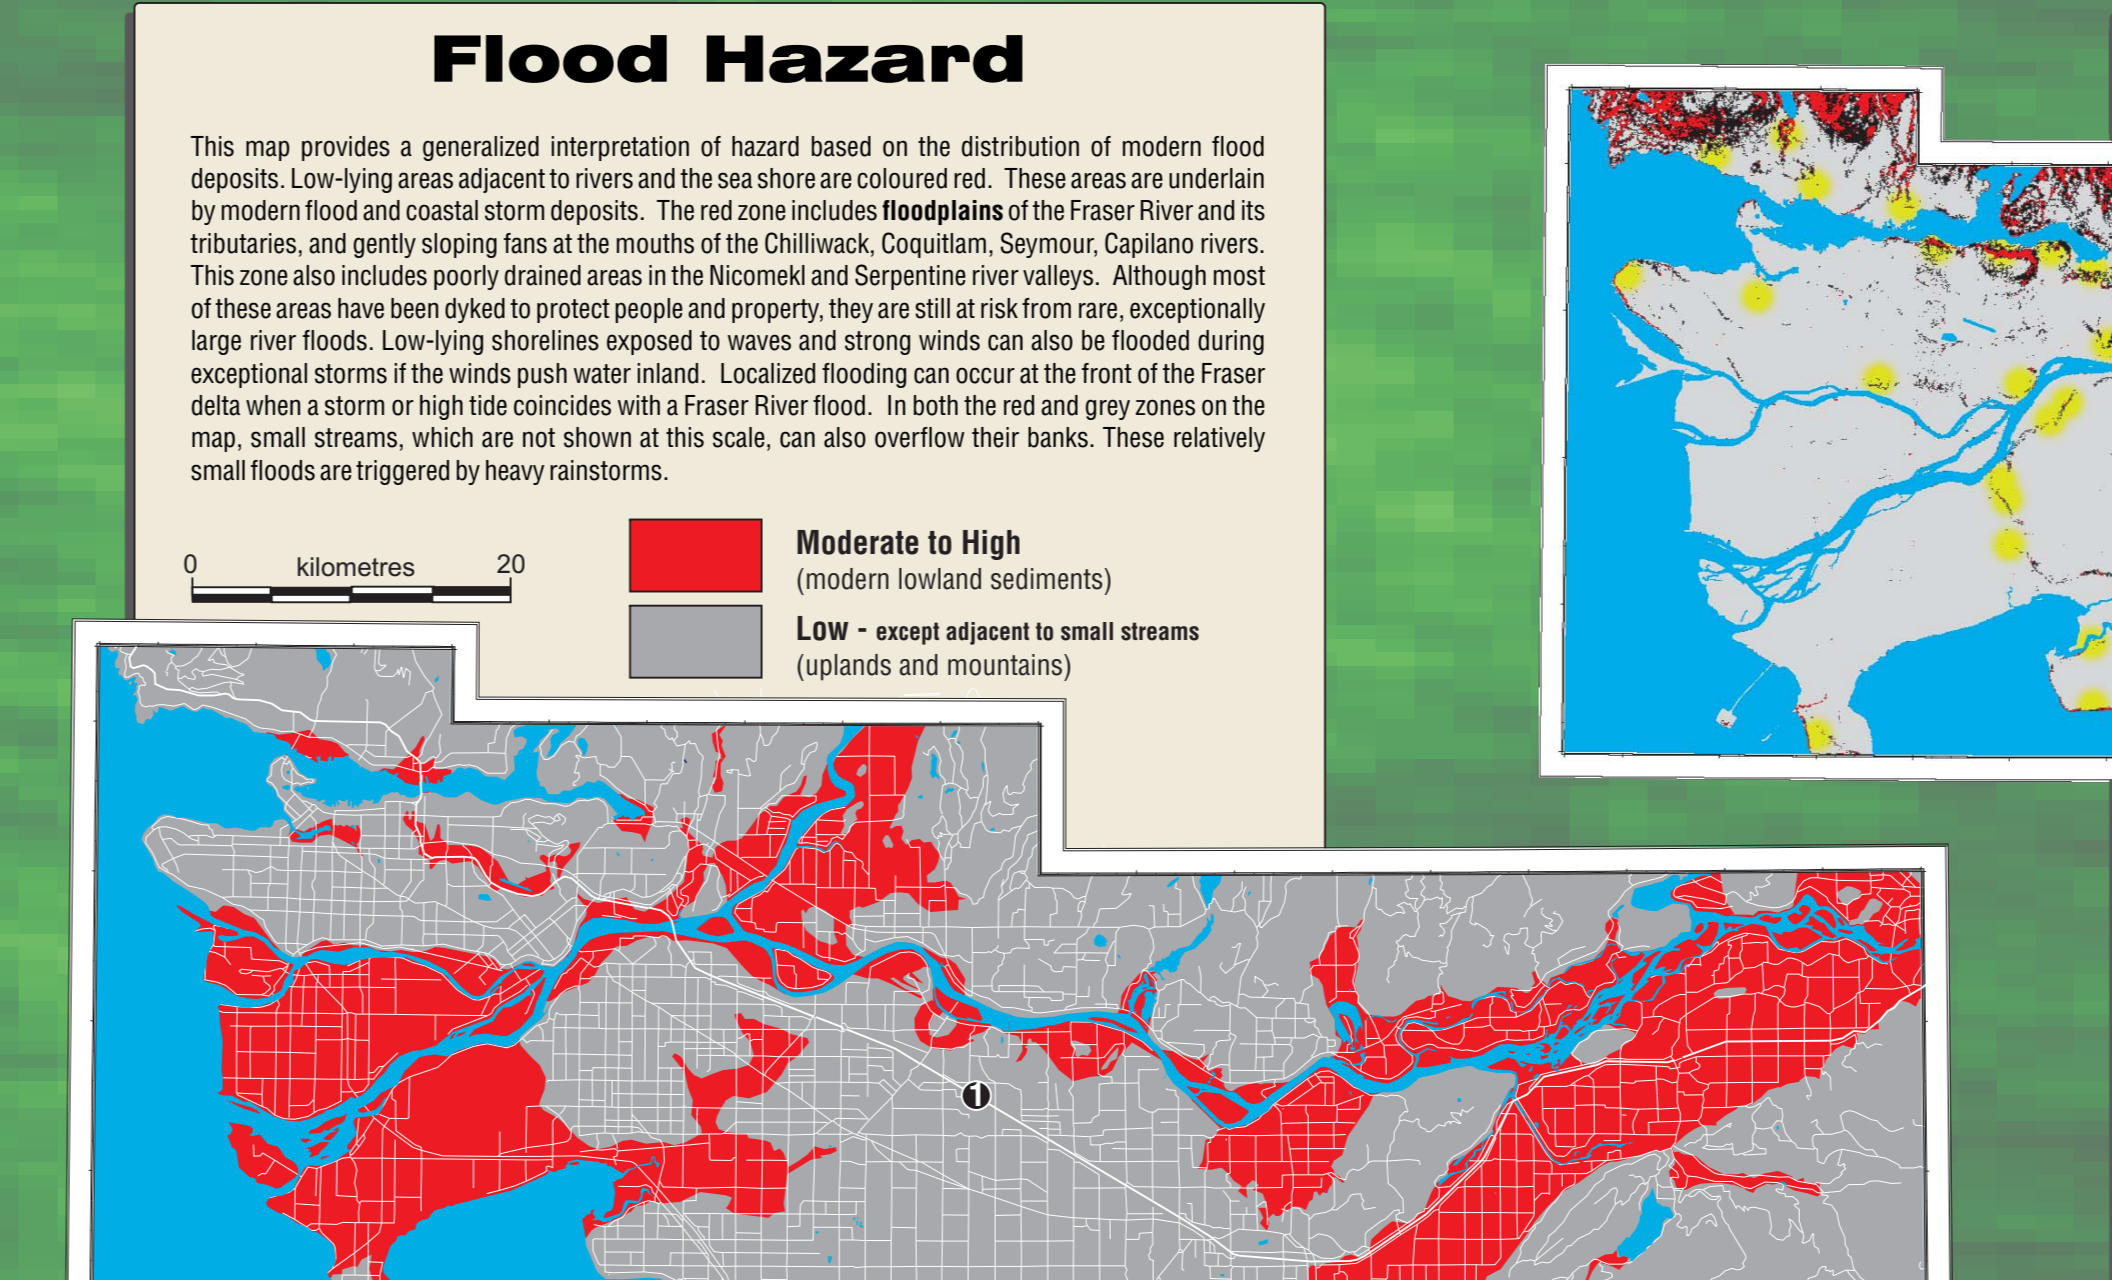 Flood Hazard
This map provides a generalized interpretation of hazard based on the distribution of modern flood
deposits. Low-lying areas adjacent to rivers and the sea shore are coloured red. These areas are underlain
by modern flood and coastal storm deposits. The red zone includes floodplains of the Fraser River and its
tributaries, and gently sloping fans at the mouths of the Chilliwack, Coquitlam, Seymour, Capilano rivers.
This zone also includes poorly drained areas in the Nicomekl and Serpentine river valleys. Although most
of these areas have been dyked to protect people and property, they are still at risk from rare, exceptionally
large river floods. Low-lying shorelines exposed to waves and strong winds can also be flooded during
exceptional storms if the winds push water inland. Localized flooding can occur at the front of the Fraser
delta when a storm or high tide coincides with a Fraser River flood. In both the red and grey zones on the
map, small streams, which are not shown at this scale, can also overflow their banks. These relatively
small floods are triggered by heavy rainstorms.
0 kilometres 20
Moderate to High
(modern lowland sediments)
Low - except adjacent to small streams
(uplands and mountains)
1